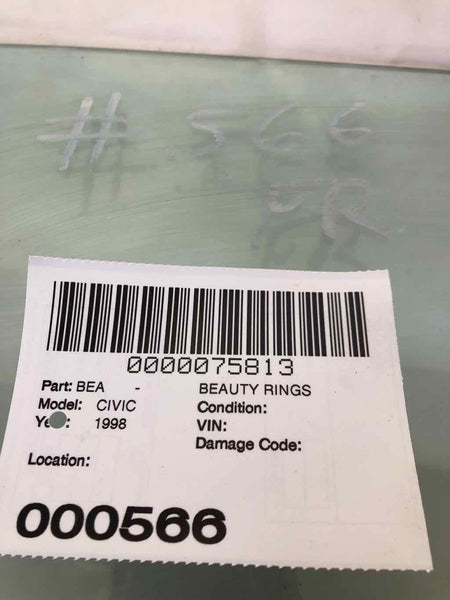 # 566
0000075813
Part: BEA - BEAUTY RINGS
Model: CIVIC Condition:
1998 VIN:
Damage Code:
Location:
000566